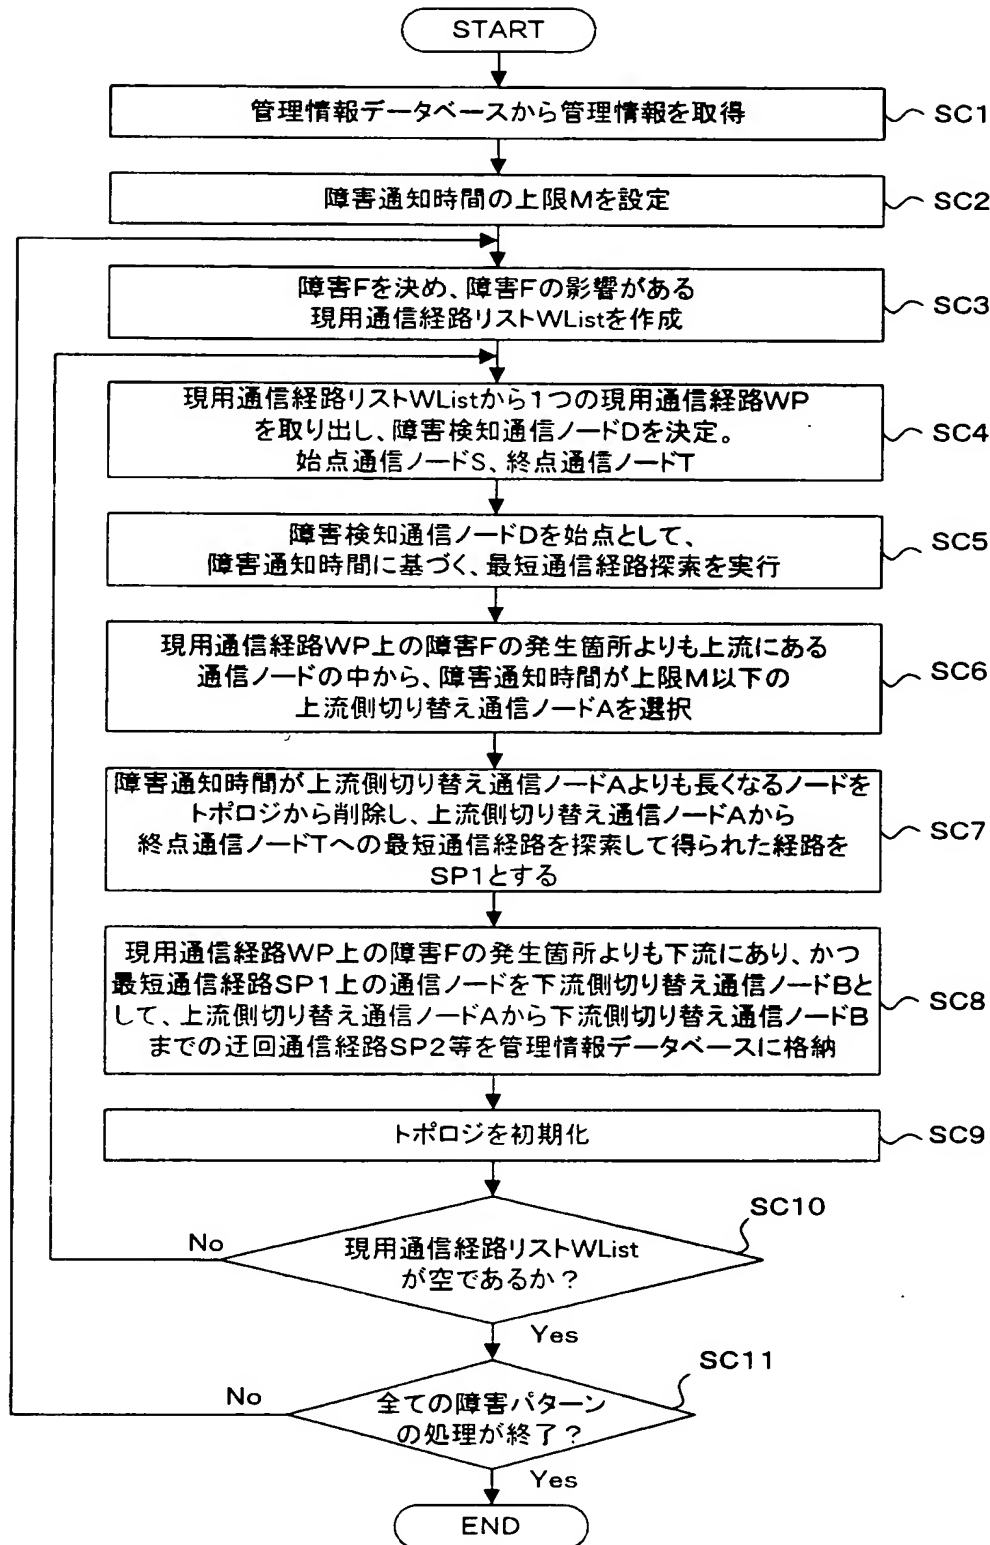 START
管理情報データベースから管理情報を取得
SC1
障害通知時間の上限Mを設定
SC2
障害Fを決め、障害Fの影響がある
現用通信経路リストWListを作成
SC3
現用通信経路リストWListから1つの現用通信経路WP
を取り出し、障害検知通信ノードDを決定。
始点通信ノードS、終点通信ノードT
SC4
障害検知通信ノードDを始点として、
障害通知時間に基づく、最短通信経路探索を実行
SC5
現用通信経路WP上の障害Fの発生箇所よりも上流にある
通信ノードの中から、障害通知時間が上限M以下の
上流側切り替え通信ノードAを選択
SC6
障害通知時間が上流側切り替え通信ノードAよりも長くなるノードを
トポロジから削除し、上流側切り替え通信ノードAから
終点通信ノードTへの最短通信経路を探索して得られた経路を
SP1とする
SC7
現用通信経路WP上の障害Fの発生箇所よりも下流にあり、かつ
最短通信経路SP1上の通信ノードを下流側切り替え通信ノードBと
して、上流側切り替え通信ノードAから下流側切り替え通信ノードB
までの迂回通信経路SP2等を管理情報データベースに格納
SC8
トポロジを初期化
SC9
SC10
No
現用通信経路リストWList
が空であるか？
Yes
SC11
No
全ての障害パターン
の処理が終了？
Yes
END